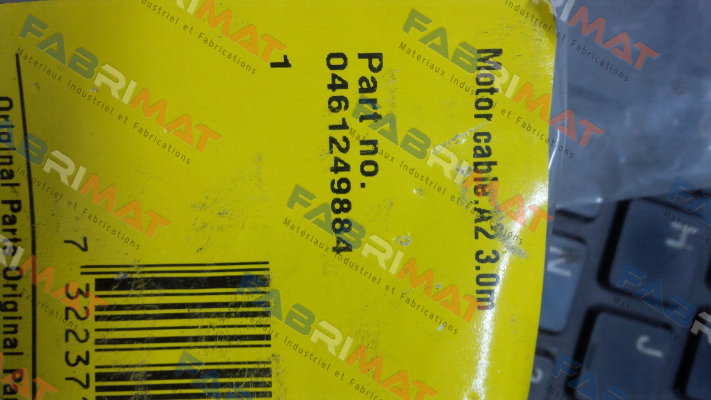 Motor cable.A2 3.0m
Part no.
0461249884
1
7 32237
Original Parts Original Pa
FABRIMAT
Materiaux Industriel et Fabrications